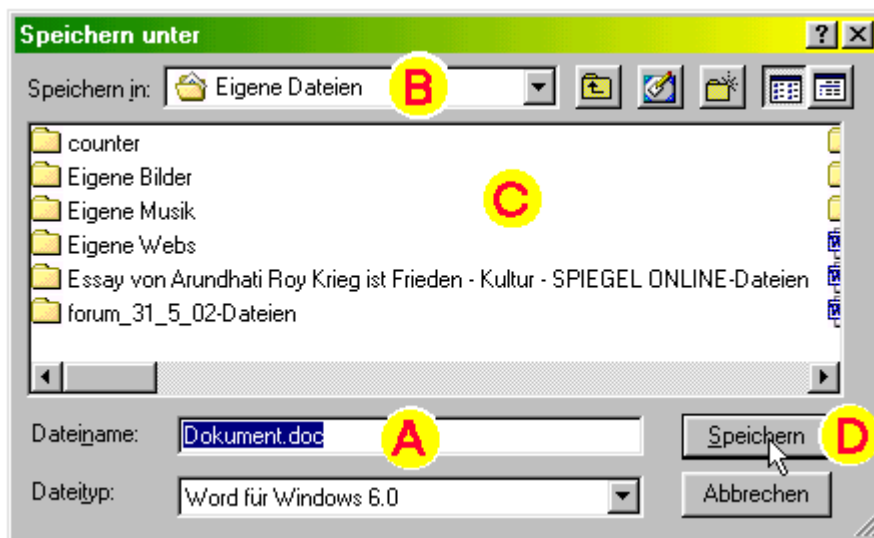 Speichern unter
Speichern in: Eigene Dateien B
counter
Eigene Bilder
Eigene Musik
C
Eigene Webs
Essay von Arundhati Roy Krieg ist Frieden - Kultur - SPIEGEL ONLINE-Dateien
forum_31_5_02-Dateien
Dateiname: Dokument.doc A Speichern D
Dateityp: Word für Windows 6.0 Abbrechen